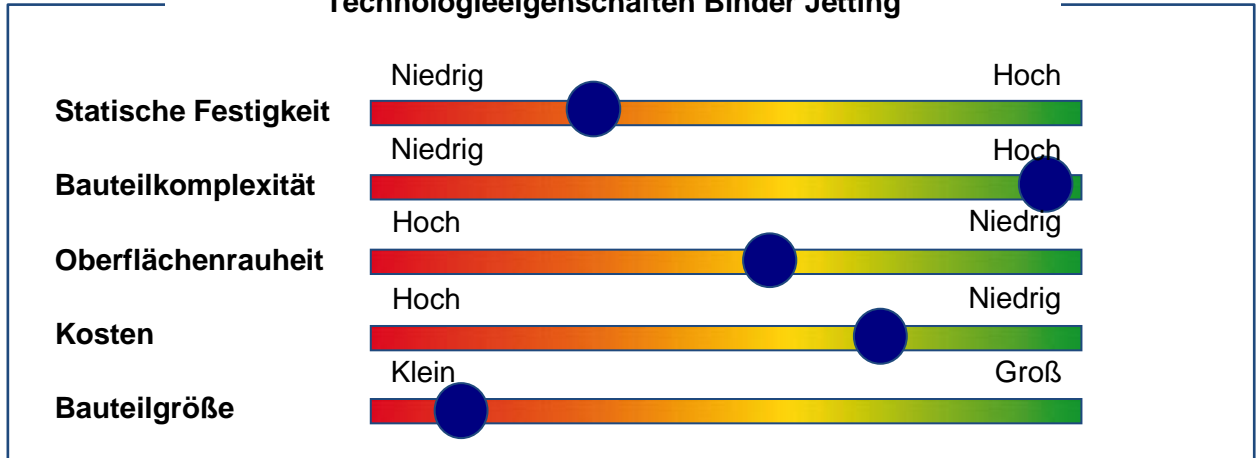 Technologieeigenschaften Binder Jetting
Niedrig Hoch
Statische Festigkeit
Niedrig Hoch
Bauteilkomplexität
Hoch Niedrig
Oberflächenrauheit
Hoch Niedrig
Kosten
Klein Groß
Bauteilgröße